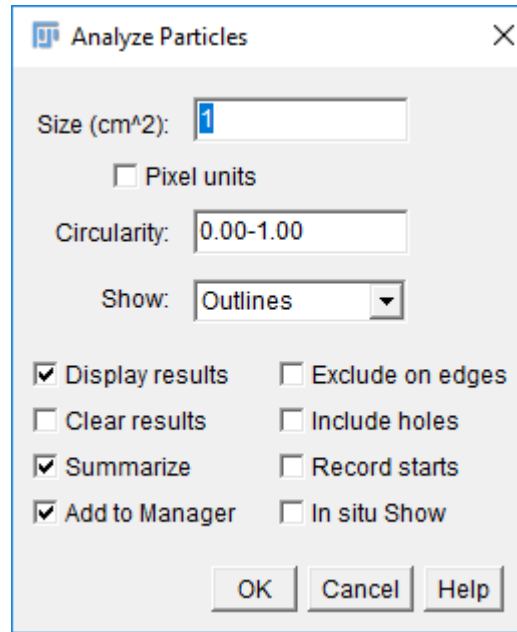 Analyze Particles
Size (cm^2): 1
Pixel units
Circularity: 0.00-1.00
Show: Outlines
Display results Exclude on edges
Clear results Include holes
Summarize Record starts
Add to Manager In situ Show
OK Cancel Help